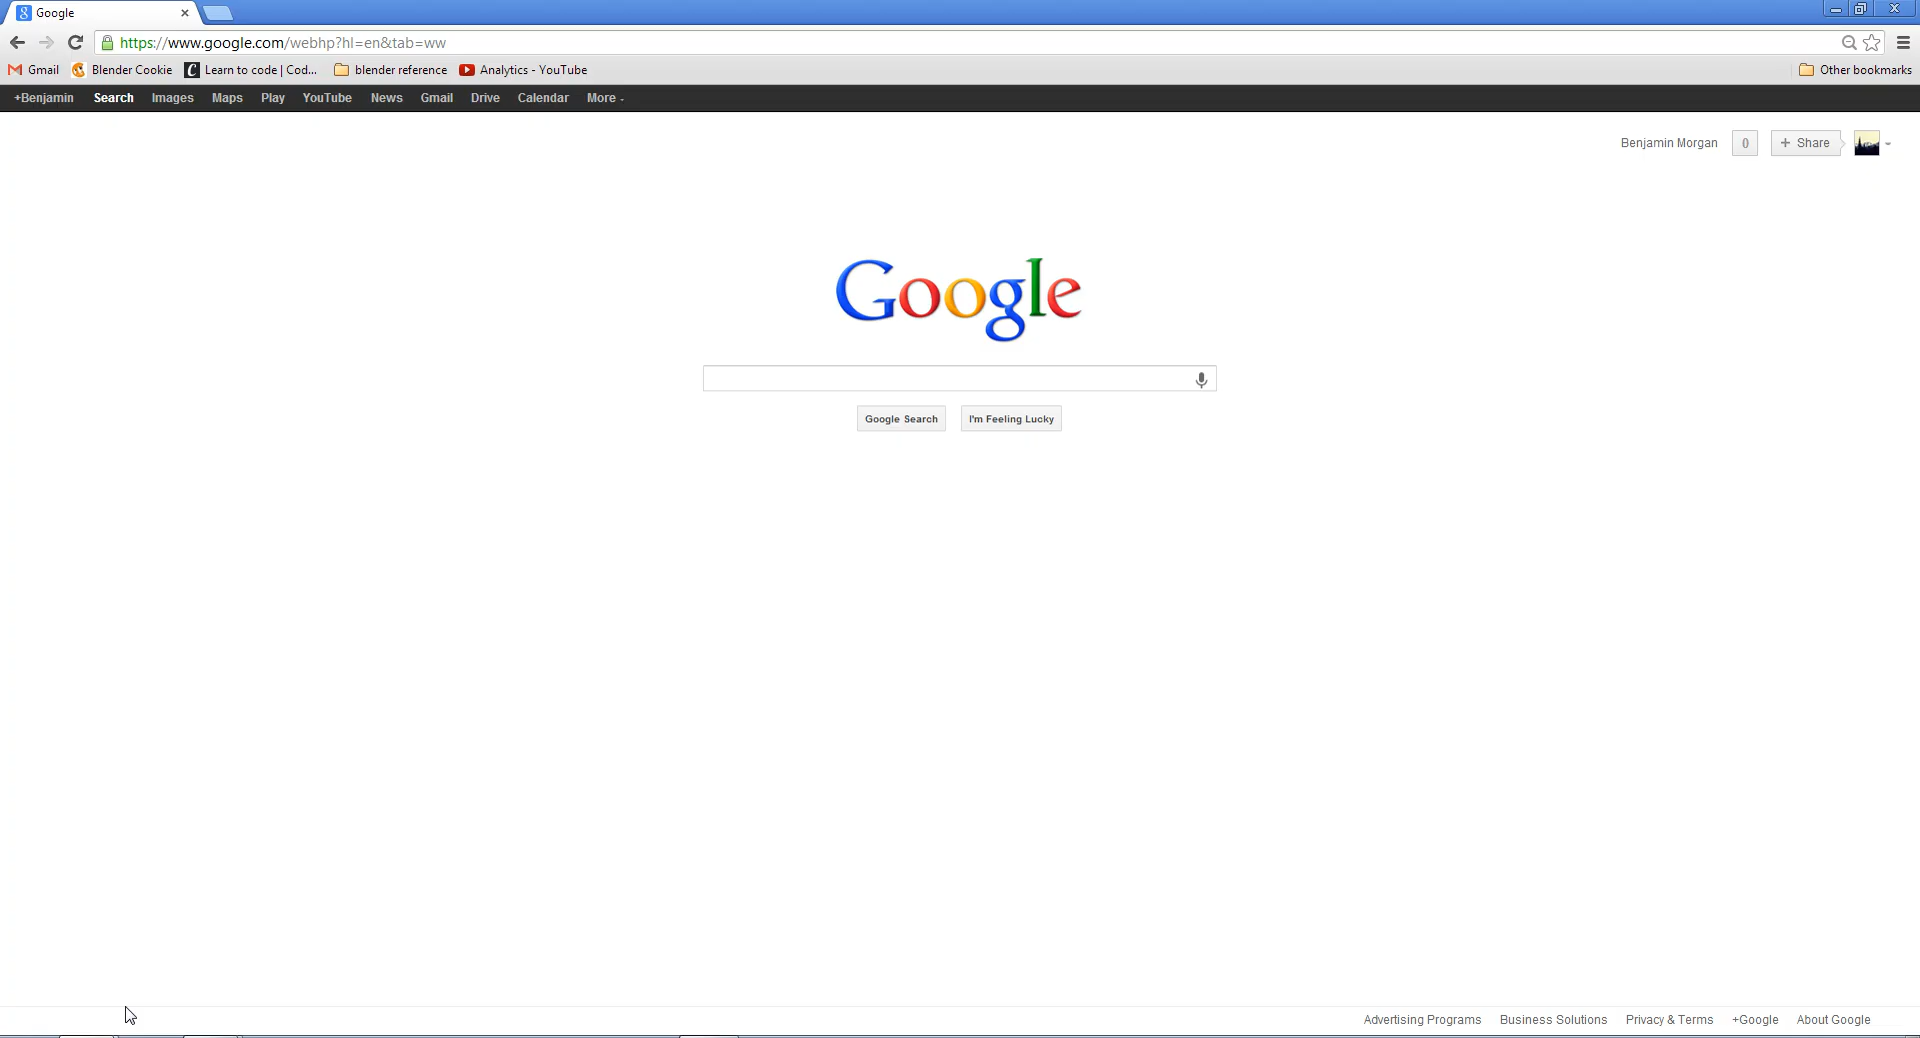 Google
https://www.google.com/webhp?hl=en&tab=ww
Gmail Blender Cookie Learn to code | Cod... blender reference Analytics - YouTube Other bookmarks
+Benjamin Search Images Maps Play YouTube News Gmail Drive Calendar More
Benjamin Morgan 0 + Share
Google
Google Search I'm Feeling Lucky
Advertising Programs Business Solutions Privacy & Terms +Google About Google